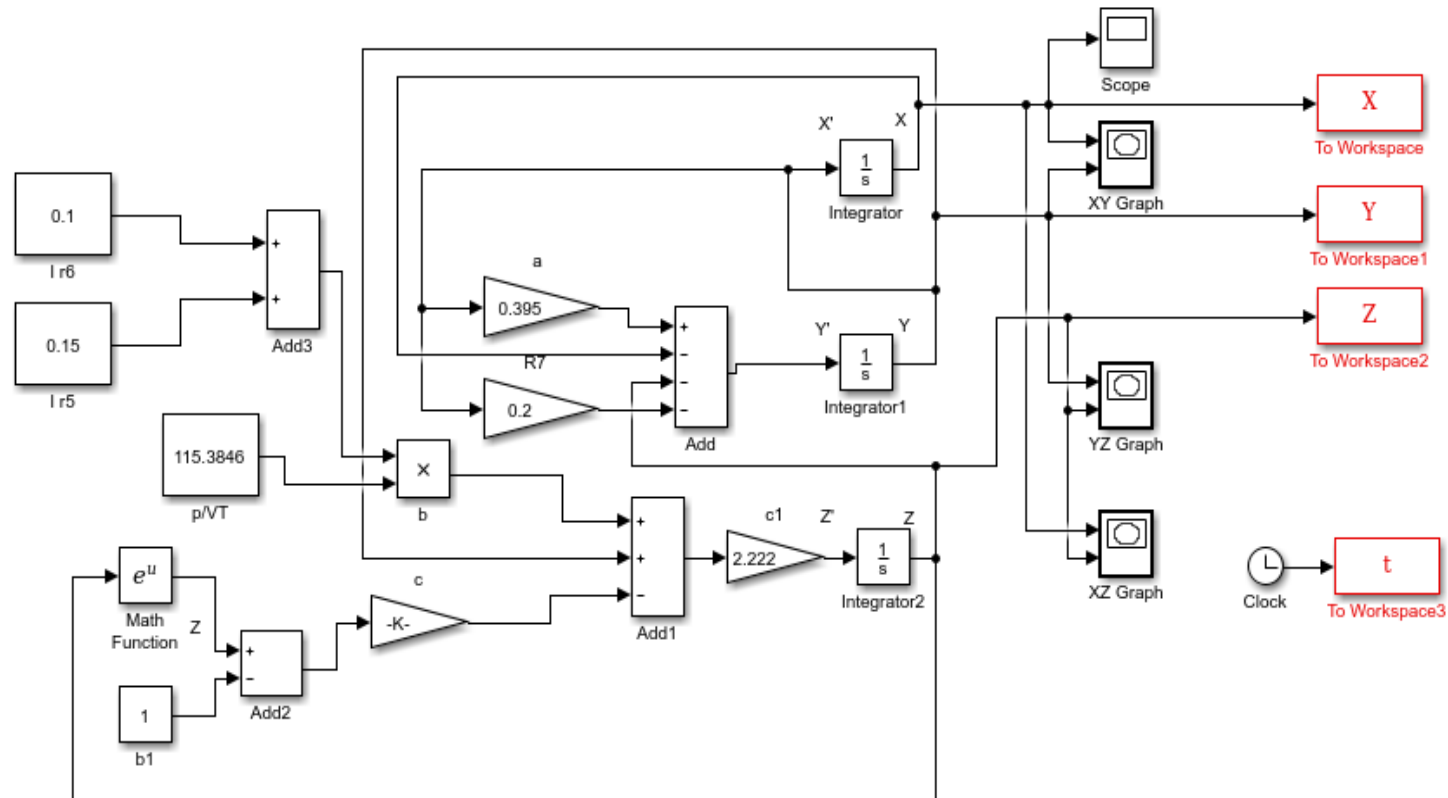 Scope
X
To Workspace
X'
X
1
s
Integrator
XY Graph
0.1
I r6
+
+
Add3
Y
To Workspace1
0.15
I r5
a
0.395
R7
0.2
+
−
−
−
Add
Y'
Y
1
s
Integrator1
Z
To Workspace2
YZ Graph
115.3846
p/VT
×
b
+
+
−
Add1
c1
2.222
Z'
Z
1
s
Integrator2
XZ Graph
Clock
t
To Workspace3
e^u
Math
Function
Z
1
b1
+
−
Add2
c
-K-